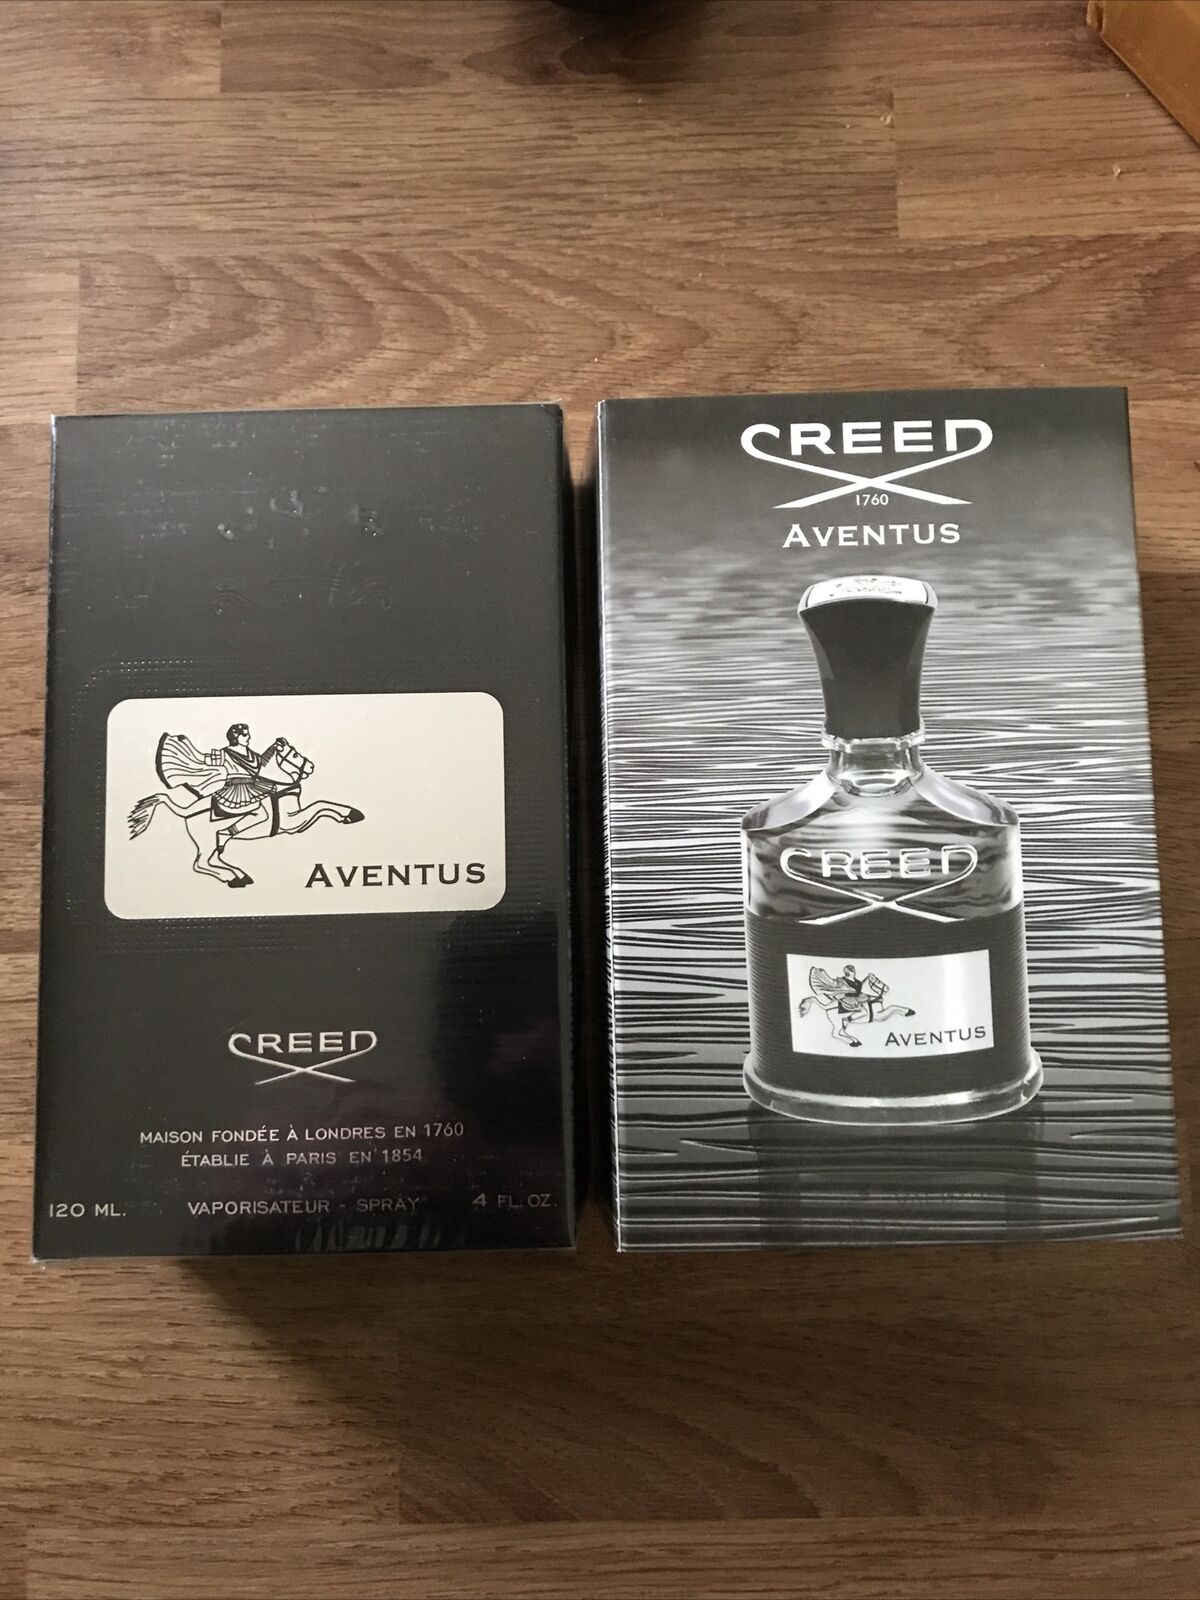 AVENTUS
CREED
MAISON FONDÉE À LONDRES EN 1760
ÉTABLIE À PARIS EN 1854
120 ML. VAPORISATEUR - SPRAY 4 FL. OZ.
CREED
1760
AVENTUS
CREED
AVENTUS